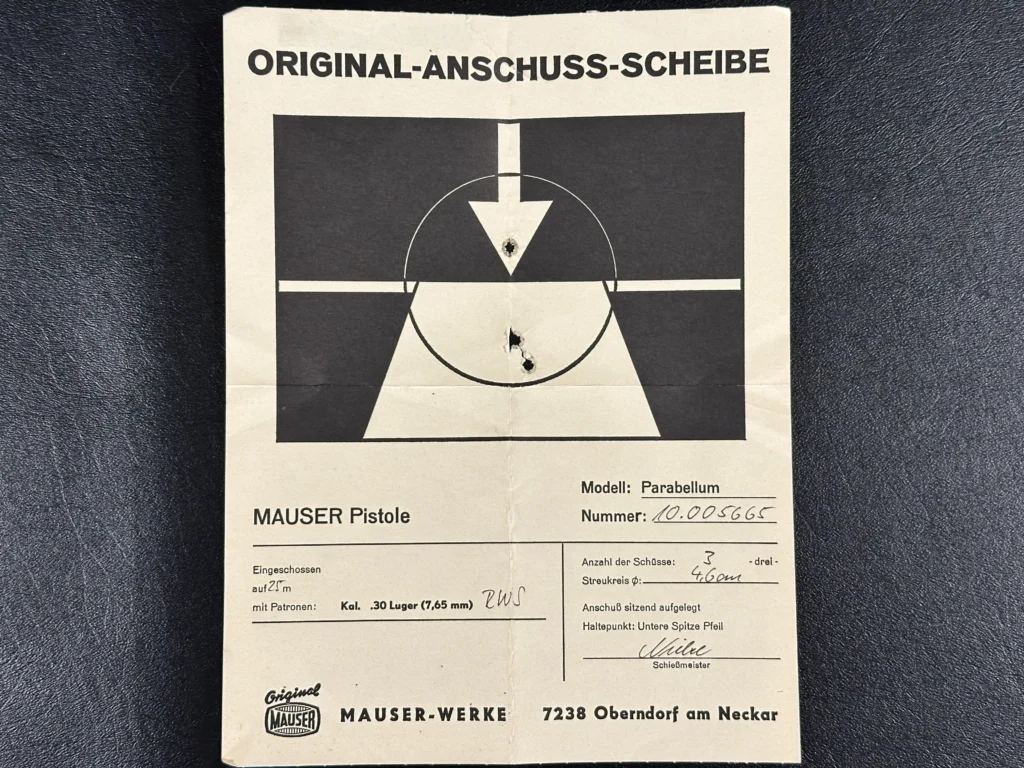 ORIGINAL-ANSCHUSS-SCHEIBE
MAUSER Pistole
Modell: Parabellum
Nummer: 10.005665
Eingeschossen
auf 25 m
mit Patronen: Kal. .30 Luger (7,65 mm) RWS
Anzahl der Schüsse: 3 - drei -
Streukreis φ: 4,6 cm
Anschuß sitzend aufgelegt
Haltepunkt: Untere Spitze Pfeil
Schießmeister
Original
MAUSER
MAUSER-WERKE 7238 Oberndorf am Neckar